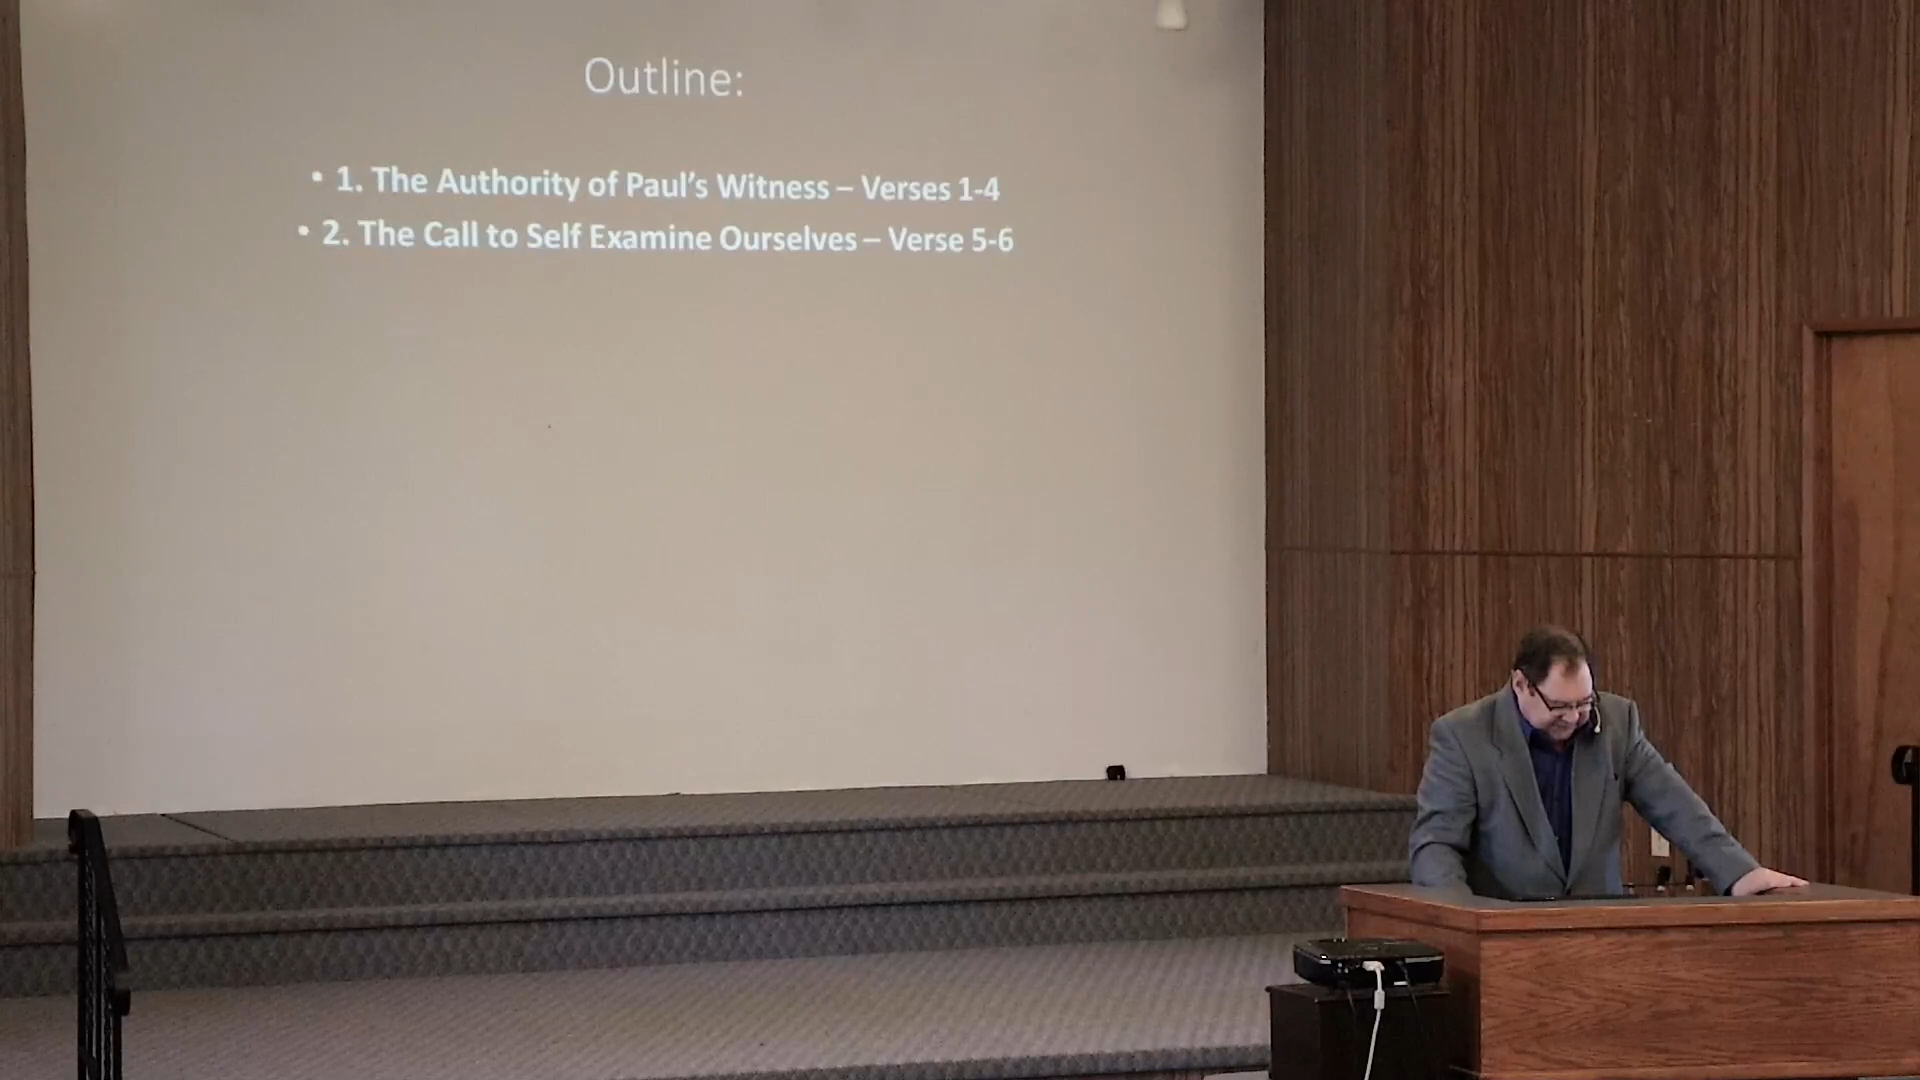 Outline:
• 1. The Authority of Paul's Witness – Verses 1-4
• 2. The Call to Self Examine Ourselves – Verse 5-6